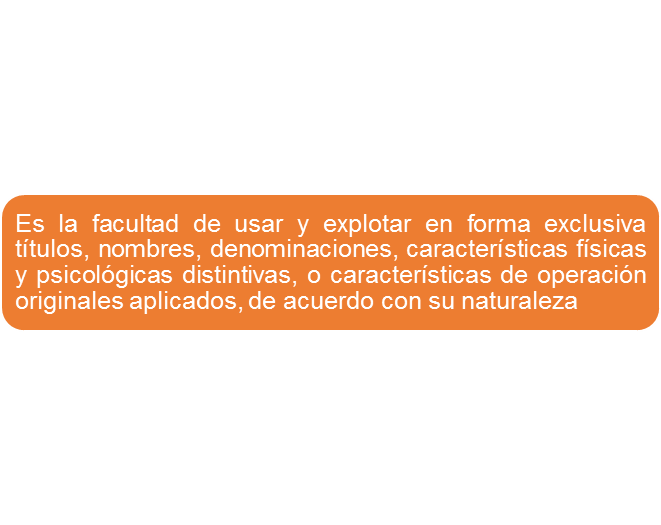 Es la facultad de usar y explotar en forma exclusiva
títulos, nombres, denominaciones, características físicas
y psicológicas distintivas, o características de operación
originales aplicados, de acuerdo con su naturaleza